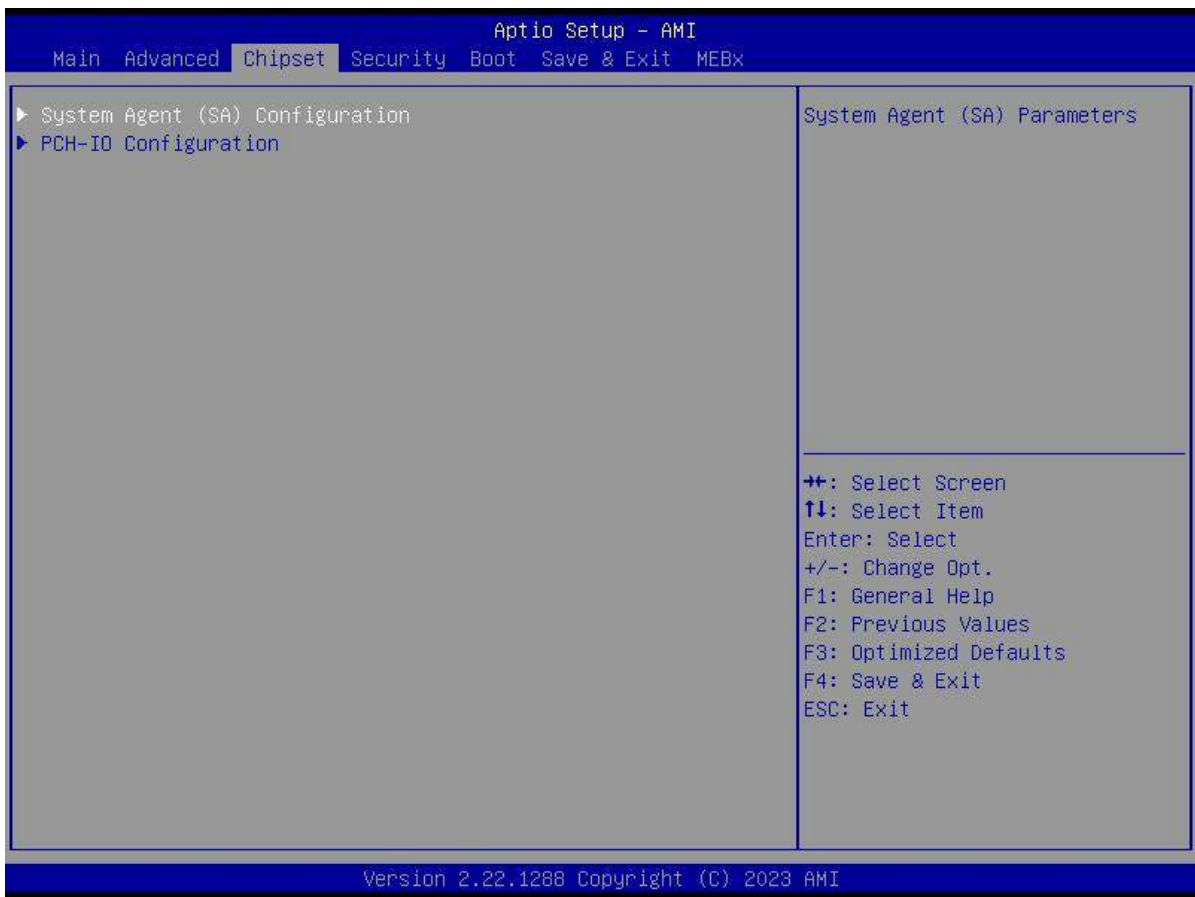 Aptio Setup - AMI
Main Advanced Chipset Security Boot Save & Exit MEBx
System Agent (SA) Configuration
PCH-IO Configuration
System Agent (SA) Parameters
→←: Select Screen
↑↓: Select Item
Enter: Select
+/-: Change Opt.
F1: General Help
F2: Previous Values
F3: Optimized Defaults
F4: Save & Exit
ESC: Exit
Version 2.22.1288 Copyright (C) 2023 AMI